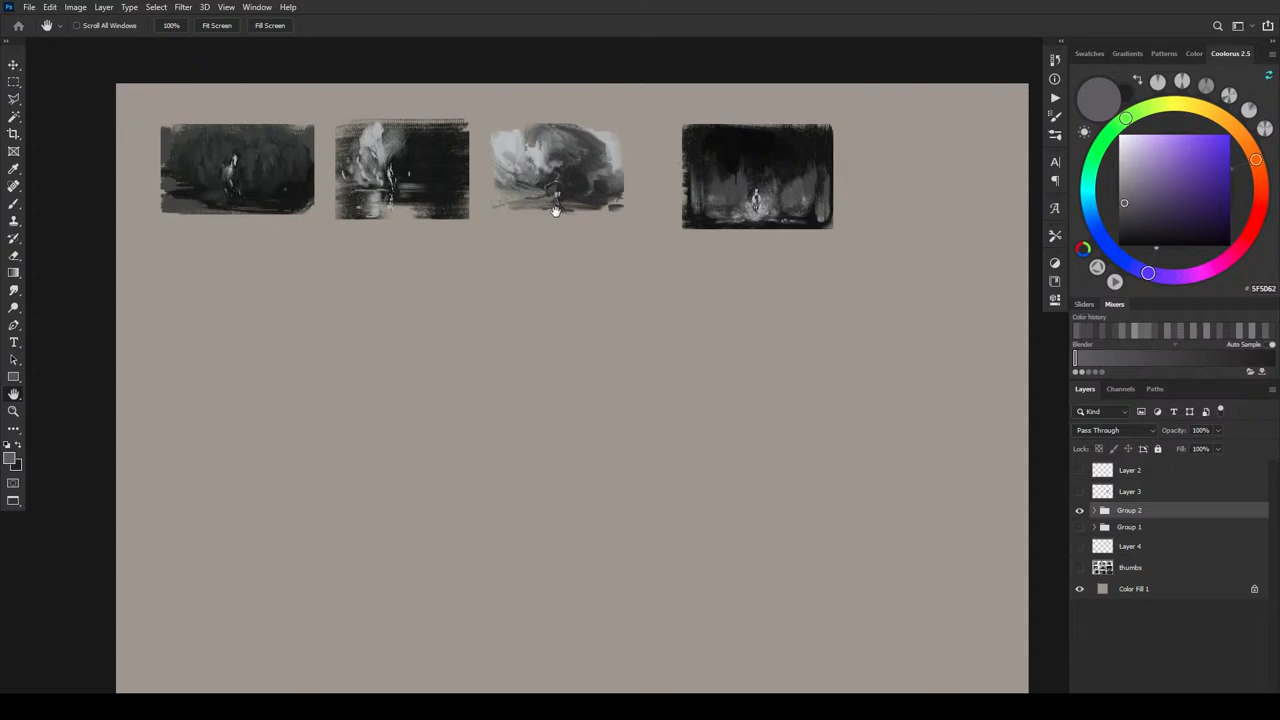 Ps File Edit Image Layer Type Select Filter 3D View Window Help
Scroll All Windows 100% Fit Screen Fill Screen
Swatches Gradients Patterns Color Coolorus 2.5
5F5D62
Sliders Mixers
Color history
Blender Auto Sample
Layers Channels Paths
Kind
Pass Through Opacity: 100%
Lock: Fill: 100%
Layer 2
Layer 3
Group 2
Group 1
Layer 4
thumbs
Color Fill 1